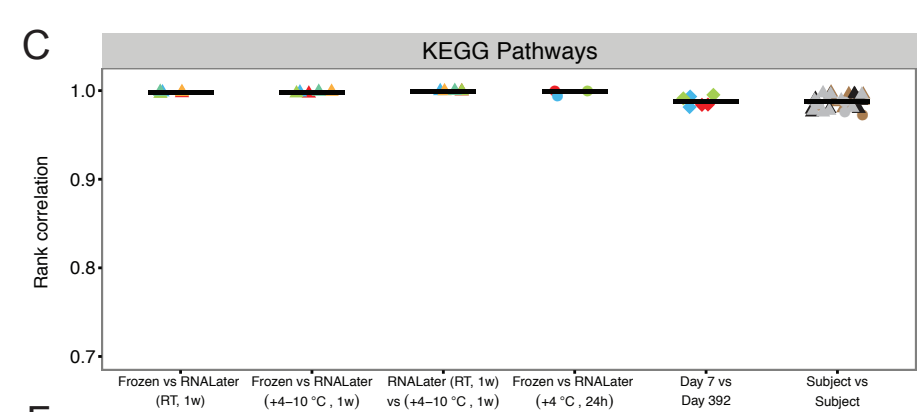 C
KEGG Pathways
1.0
0.9
0.8
0.7
Rank correlation
Frozen vs RNALater
(RT, 1w)
Frozen vs RNALater
(+4–10 °C , 1w)
RNALater (RT, 1w)
vs (+4–10 °C , 1w)
Frozen vs RNALater
(+4 °C , 24h)
Day 7 vs
Day 392
Subject vs
Subject